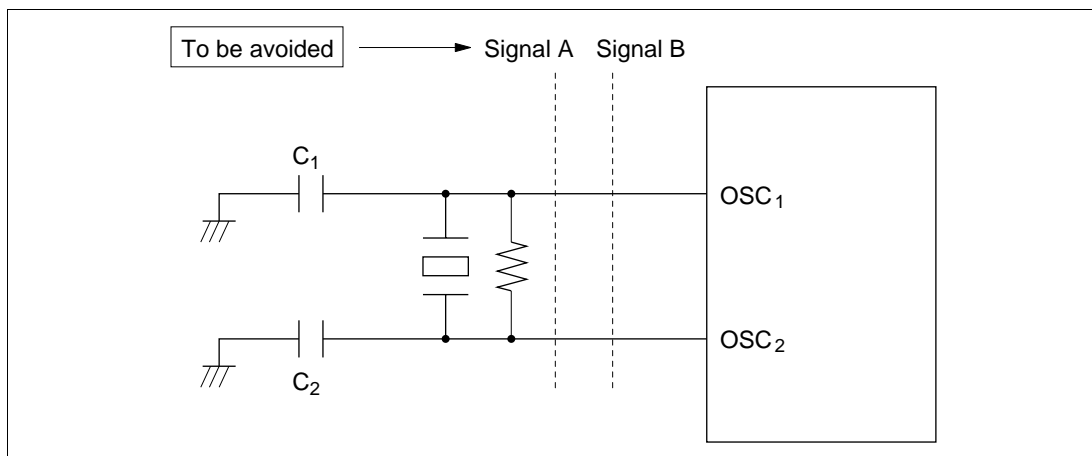 To be avoided Signal A Signal B
C1
OSC1
OSC2
C2